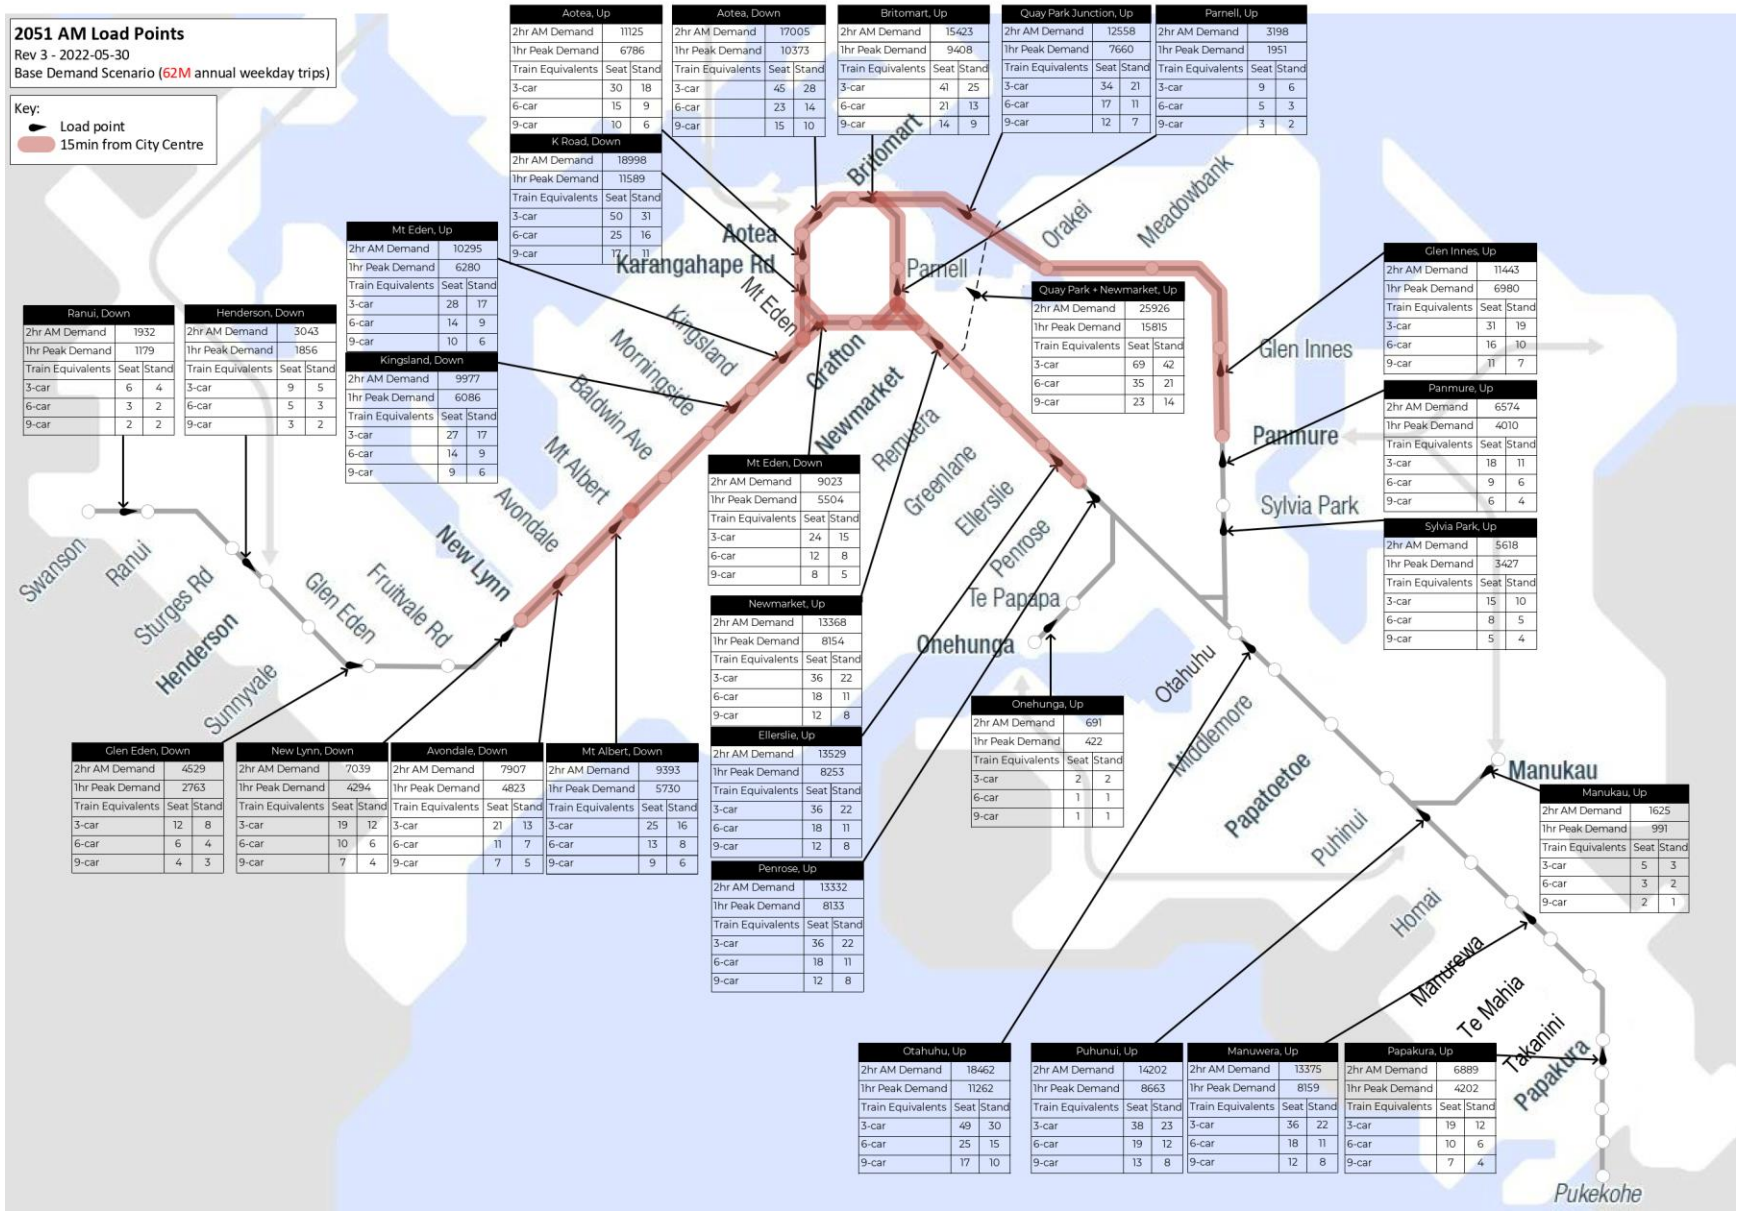 2051 AM Load Points
Rev 3 - 2022-05-30
Base Demand Scenario (62M annual weekday trips)
Key:
Load point
15min from City Centre
Aotea, Up
2hr AM Demand 11125
1hr Peak Demand 6786
Train Equivalents Seat Stand
3-car 30 18
6-car 15 9
9-car 10 6
Aotea, Down
2hr AM Demand 17005
1hr Peak Demand 10373
Train Equivalents Seat Stand
3-car 45 28
6-car 23 14
9-car 15 10
Britomart, Up
2hr AM Demand 15423
1hr Peak Demand 9408
Train Equivalents Seat Stand
3-car 41 25
6-car 21 13
9-car 14 9
Quay Park Junction, Up
2hr AM Demand 12558
1hr Peak Demand 7660
Train Equivalents Seat Stand
3-car 34 21
6-car 17 11
9-car 12 7
Parnell, Up
2hr AM Demand 3198
1hr Peak Demand 1951
Train Equivalents Seat Stand
3-car 9 6
6-car 5 3
9-car 3 2
K Road, Down
2hr AM Demand 18998
1hr Peak Demand 11589
Train Equivalents Seat Stand
3-car 50 31
6-car 25 16
9-car 17 11
Mt Eden, Up
2hr AM Demand 10295
1hr Peak Demand 6280
Train Equivalents Seat Stand
3-car 28 17
6-car 14 9
9-car 10 6
Kingsland, Down
2hr AM Demand 9977
1hr Peak Demand 6086
Train Equivalents Seat Stand
3-car 27 17
6-car 14 9
9-car 9 6
Ranui, Down
2hr AM Demand 1932
1hr Peak Demand 1179
Train Equivalents Seat Stand
3-car 6 4
6-car 3 2
9-car 2 2
Henderson, Down
2hr AM Demand 3043
1hr Peak Demand 1856
Train Equivalents Seat Stand
3-car 9 5
6-car 5 3
9-car 3 2
Britomart
Aotea
Karangahape Rd
Parnell
Mt Eden
Grafton
Newmarket
Orakei
Meadowbank
Glen Innes
Panmure
Sylvia Park
Kingsland
Morningside
Baldwin Ave
Mt Albert
Avondale
New Lynn
Fruitvale Rd
Glen Eden
Sunnyvale
Henderson
Sturges Rd
Ranui
Swanson
Remuera
Greenlane
Ellerslie
Penrose
Te Papapa
Onehunga
Otahuhu
Middlemore
Papatoetoe
Puhinui
Manukau
Homai
Manurewa
Te Mahia
Takanini
Papakura
Pukekohe
Quay Park + Newmarket, Up
2hr AM Demand 25926
1hr Peak Demand 15815
Train Equivalents Seat Stand
3-car 69 42
6-car 35 21
9-car 23 14
Glen Innes, Up
2hr AM Demand 11443
1hr Peak Demand 6980
Train Equivalents Seat Stand
3-car 31 19
6-car 16 10
9-car 11 7
Panmure, Up
2hr AM Demand 6574
1hr Peak Demand 4010
Train Equivalents Seat Stand
3-car 18 11
6-car 9 6
9-car 6 4
Sylvia Park, Up
2hr AM Demand 5618
1hr Peak Demand 3427
Train Equivalents Seat Stand
3-car 15 10
6-car 8 5
9-car 5 4
Mt Eden, Down
2hr AM Demand 9023
1hr Peak Demand 5504
Train Equivalents Seat Stand
3-car 24 15
6-car 12 8
9-car 8 5
Newmarket, Up
2hr AM Demand 13368
1hr Peak Demand 8154
Train Equivalents Seat Stand
3-car 36 22
6-car 18 11
9-car 12 8
Ellerslie, Up
2hr AM Demand 13529
1hr Peak Demand 8253
Train Equivalents Seat Stand
3-car 36 22
6-car 18 11
9-car 12 8
Penrose, Up
2hr AM Demand 13332
1hr Peak Demand 8133
Train Equivalents Seat Stand
3-car 36 22
6-car 18 11
9-car 12 8
Onehunga, Up
2hr AM Demand 691
1hr Peak Demand 422
Train Equivalents Seat Stand
3-car 2 2
6-car 1 1
9-car 1 1
Glen Eden, Down
2hr AM Demand 4529
1hr Peak Demand 2763
Train Equivalents Seat Stand
3-car 12 8
6-car 6 4
9-car 4 3
New Lynn, Down
2hr AM Demand 7039
1hr Peak Demand 4294
Train Equivalents Seat Stand
3-car 19 12
6-car 10 6
9-car 7 4
Avondale, Down
2hr AM Demand 7907
1hr Peak Demand 4823
Train Equivalents Seat Stand
3-car 21 13
6-car 11 7
9-car 7 5
Mt Albert, Down
2hr AM Demand 9393
1hr Peak Demand 5730
Train Equivalents Seat Stand
3-car 25 16
6-car 13 8
9-car 9 6
Manukau, Up
2hr AM Demand 1625
1hr Peak Demand 991
Train Equivalents Seat Stand
3-car 5 3
6-car 3 2
9-car 2 1
Otahuhu, Up
2hr AM Demand 18462
1hr Peak Demand 11262
Train Equivalents Seat Stand
3-car 49 30
6-car 25 15
9-car 17 10
Puhunui, Up
2hr AM Demand 14202
1hr Peak Demand 8663
Train Equivalents Seat Stand
3-car 38 23
6-car 19 12
9-car 13 8
Manuwera, Up
2hr AM Demand 13375
1hr Peak Demand 8159
Train Equivalents Seat Stand
3-car 36 22
6-car 18 11
9-car 12 8
Papakura, Up
2hr AM Demand 6889
1hr Peak Demand 4202
Train Equivalents Seat Stand
3-car 19 12
6-car 10 6
9-car 7 4